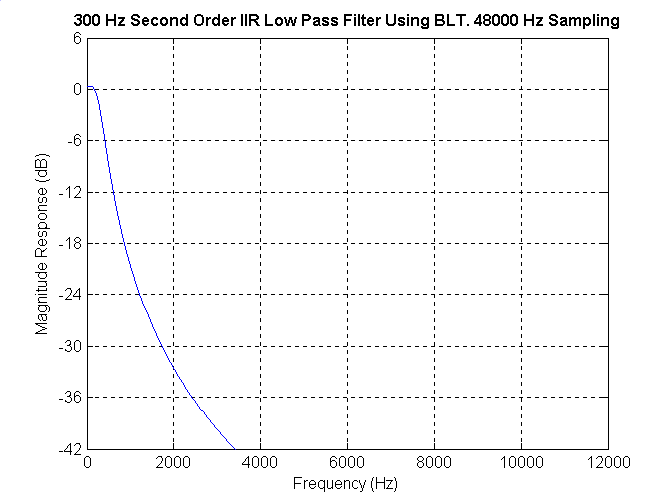 300 Hz Second Order IIR Low Pass Filter Using BLT. 48000 Hz Sampling
6
0
-6
-12
-18
-24
-30
-36
-42
Magnitude Response (dB)
0 2000 4000 6000 8000 10000 12000
Frequency (Hz)